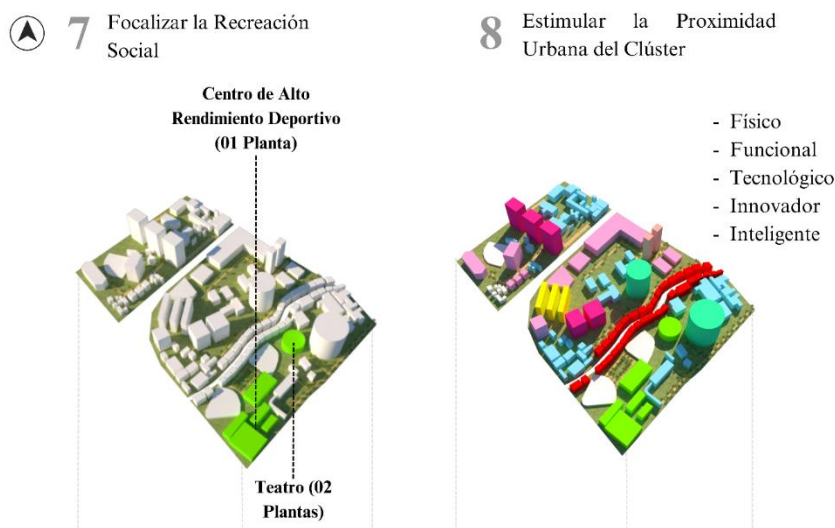 7
Focalizar la Recreación
Social
Centro de Alto
Rendimiento Deportivo
(01 Planta)
Teatro (02
Plantas)
8
Estimular la Proximidad
Urbana del Clúster
- Físico
- Funcional
- Tecnológico
- Innovador
- Inteligente